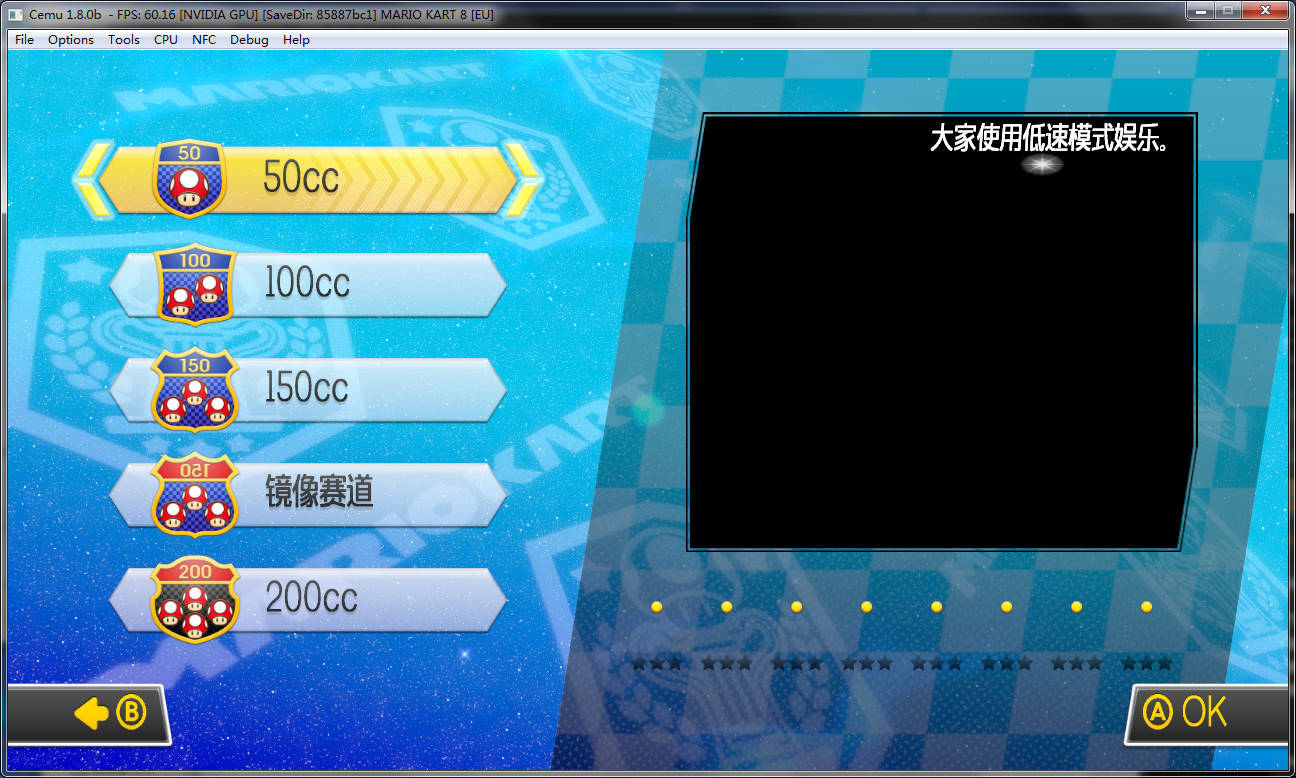 Cemu 1.8.0b - FPS: 60.16 [NVIDIA GPU] [SaveDir: 85887bc1] MARIO KART 8 [EU]
File Options Tools CPU NFC Debug Help
MARIOKART
大家使用低速模式娱乐。
50
50cc
100
100cc
150
150cc
150
镜像赛道
MARIOKART
200
200cc
B
A OK